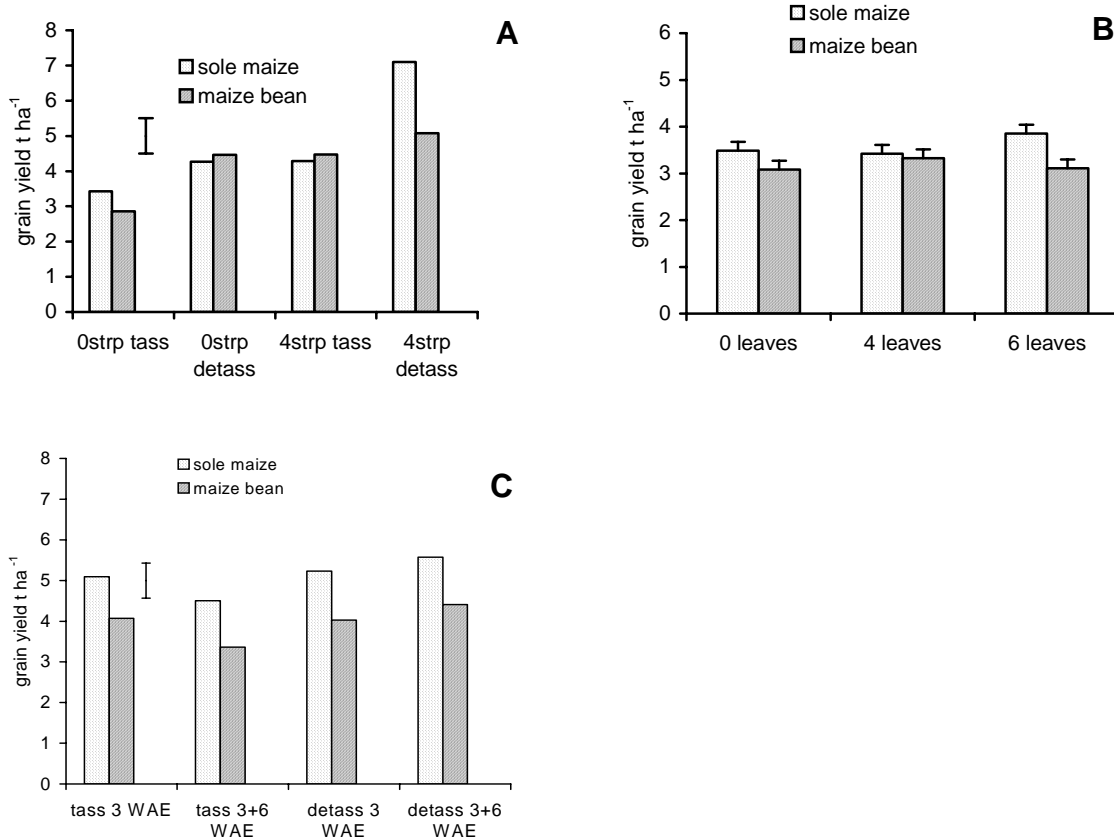 A
sole maize
maize bean
grain yield t ha-1
8
7
6
5
4
3
2
1
0
0strp tass
0strp
detass
4strp tass
4strp
detass
B
sole maize
maize bean
grain yield t ha-1
6
5
4
3
2
1
0
0 leaves
4 leaves
6 leaves
C
sole maize
maize bean
grain yield t ha-1
8
7
6
5
4
3
2
1
0
tass 3 WAE
tass 3+6
WAE
detass 3
WAE
detass 3+6
WAE